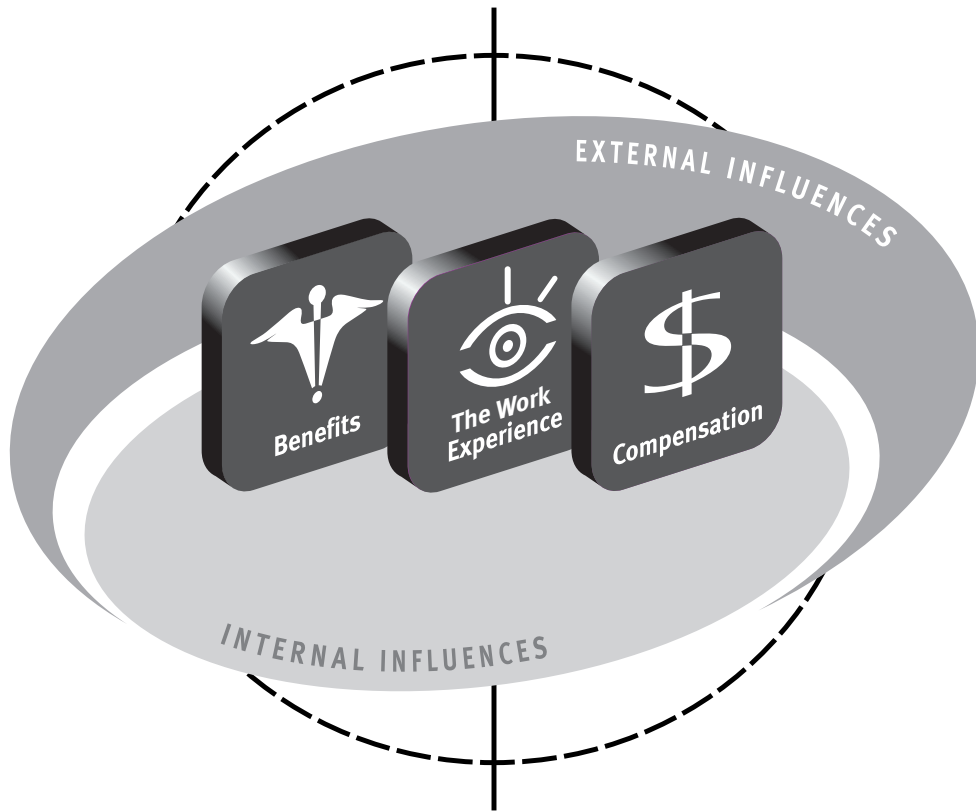 EXTERNAL INFLUENCES
Benefits
The Work
Experience
Compensation
INTERNAL INFLUENCES